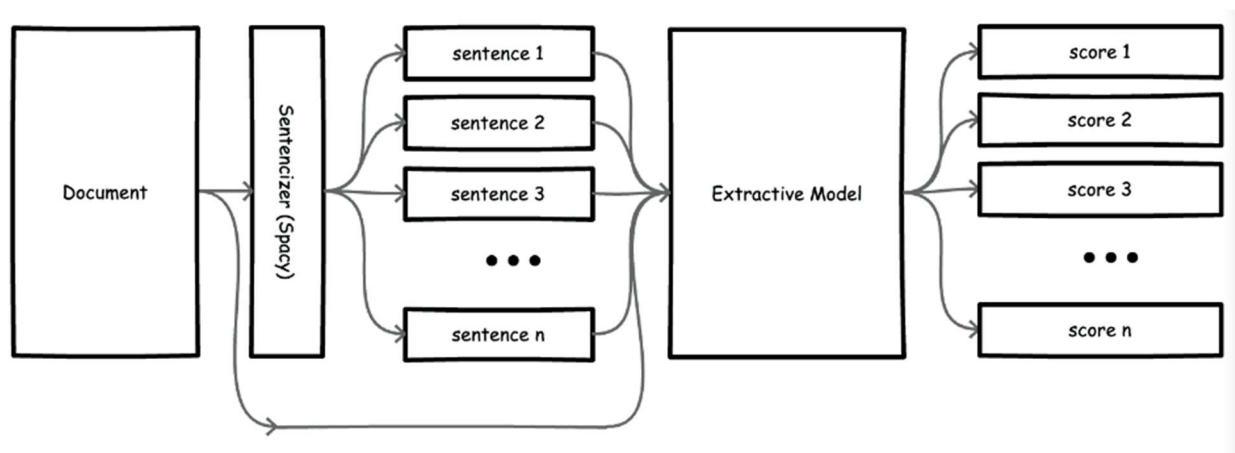 Document
Sentencizer (Spacy)
sentence 1
sentence 2
sentence 3
sentence n
Extractive Model
score 1
score 2
score 3
score n